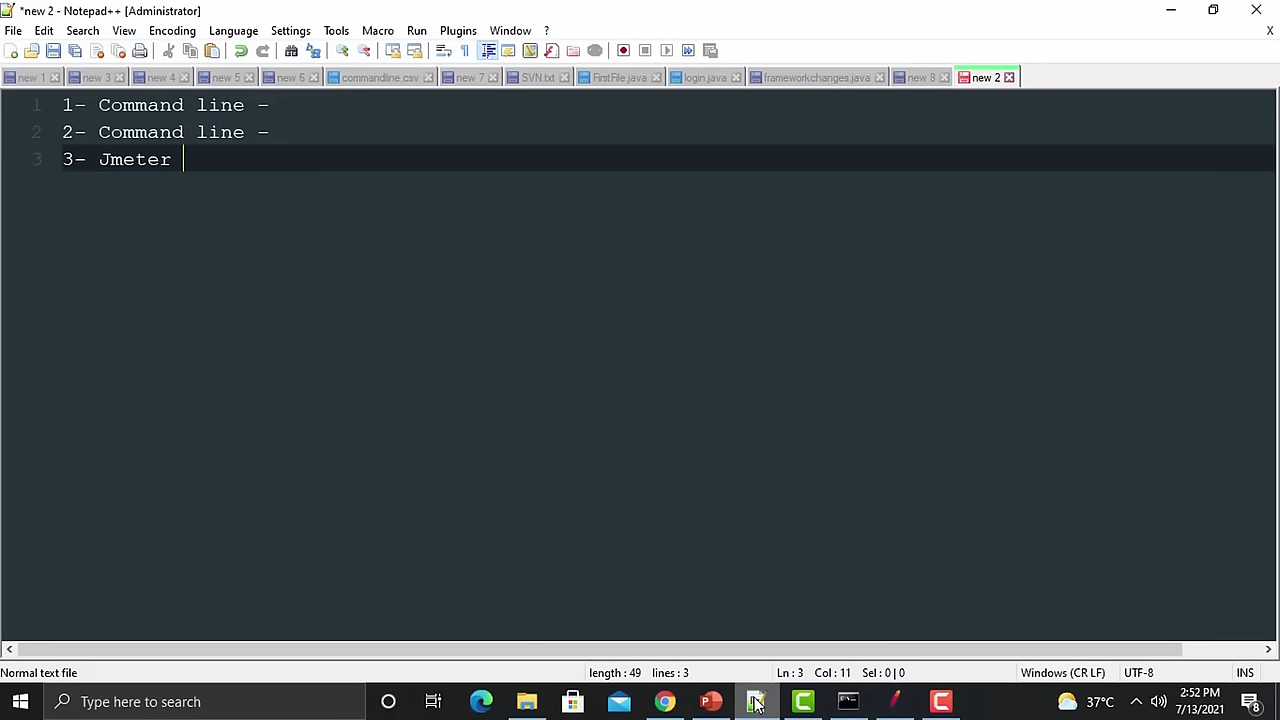 *new 2 - Notepad++ [Administrator]
File Edit Search View Encoding Language Settings Tools Macro Run Plugins Window ? X
new 1 new 3 new 4 new 5 new 6 commandline.csv new 7 SVN.txt FirstFile.java login.java frameworkchanges.java new 8 new 2
1 1- Command line -
2 2- Command line -
3 3- Jmeter
Normal text file length : 49 lines : 3 Ln : 3 Col : 11 Sel : 0 | 0 Windows (CR LF) UTF-8 INS
Type here to search 37°C 2:52 PM
7/13/2021 8